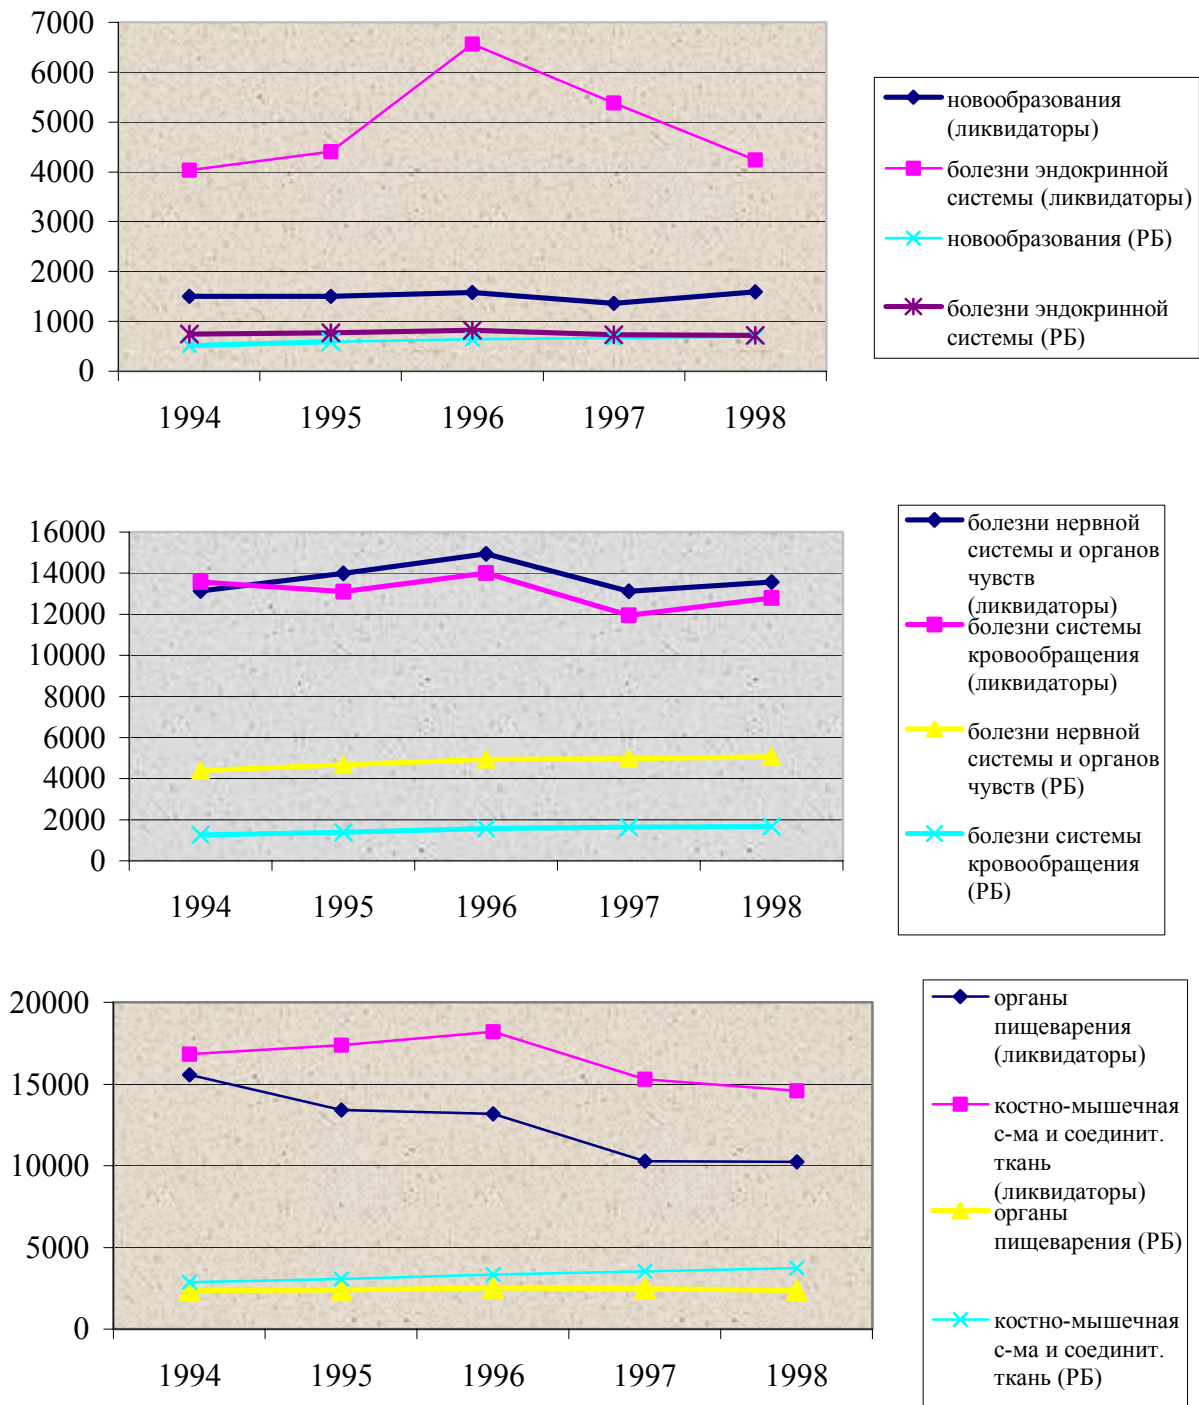 7000
6000
5000
4000
3000
2000
1000
0
1994 1995 1996 1997 1998
новообразования
(ликвидаторы)
болезни эндокринной
системы (ликвидаторы)
новообразования (РБ)
болезни эндокринной
системы (РБ)
16000
14000
12000
10000
8000
6000
4000
2000
0
1994 1995 1996 1997 1998
болезни нервной
системы и органов
чувств
(ликвидаторы)
болезни системы
кровообращения
(ликвидаторы)
болезни нервной
системы и органов
чувств (РБ)
болезни системы
кровообращения
(РБ)
20000
15000
10000
5000
0
1994 1995 1996 1997 1998
органы
пищеварения
(ликвидаторы)
костно-мышечная
с-ма и соединит.
ткань
(ликвидаторы)
органы
пищеварения (РБ)
костно-мышечная
с-ма и соединит.
ткань (РБ)